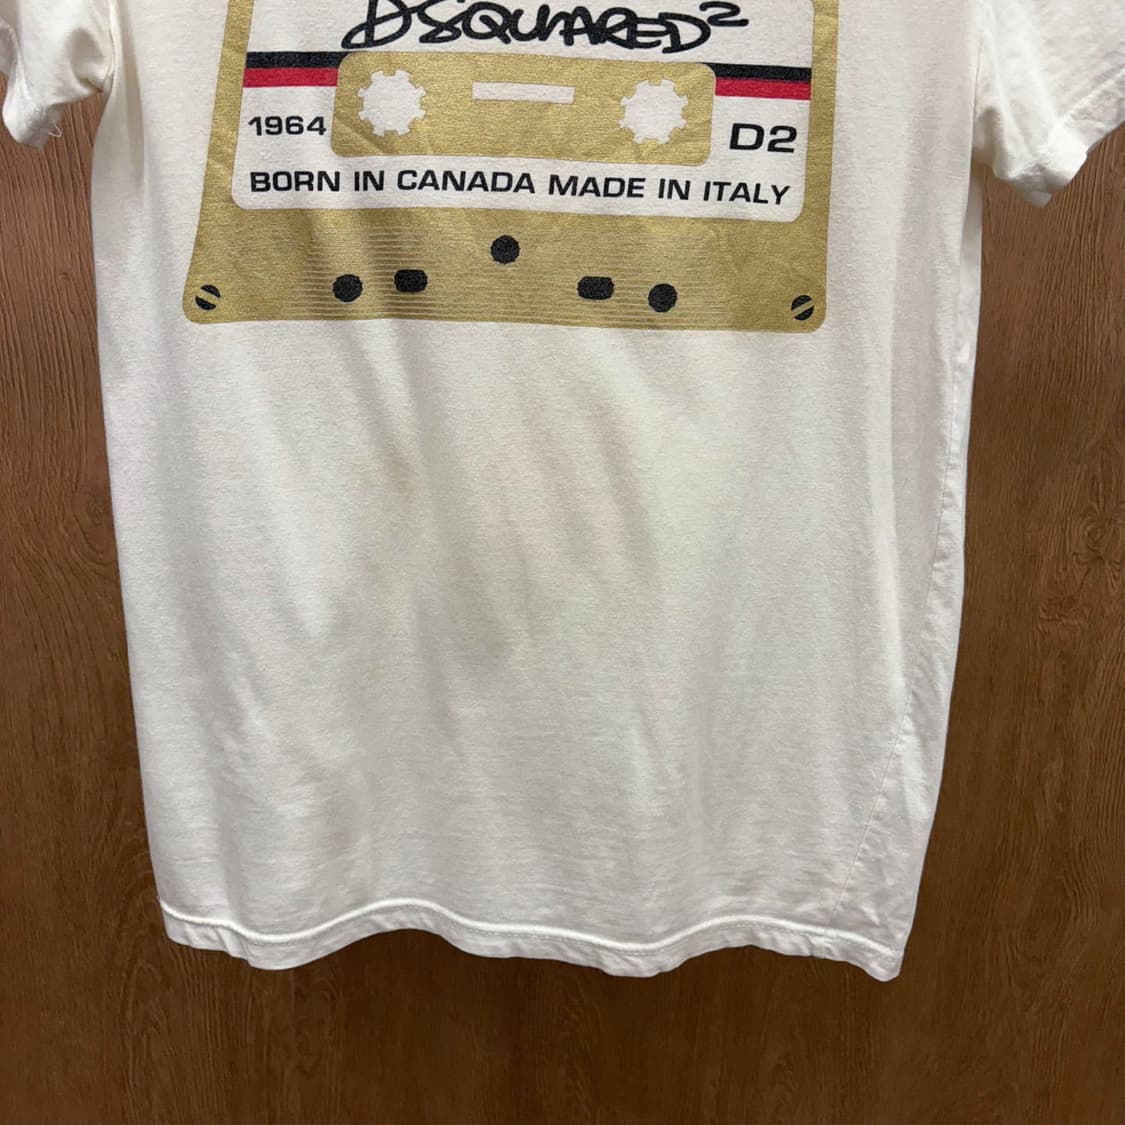 DSQUARED2
1964
D2
BORN IN CANADA MADE IN ITALY